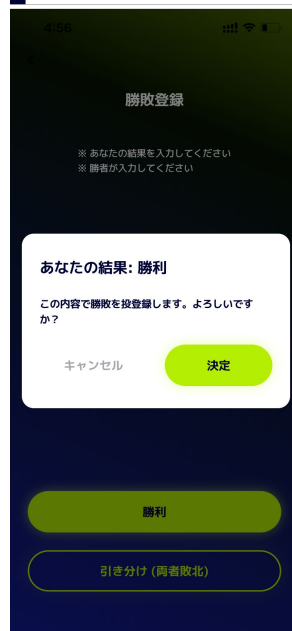 4:56
勝敗登録
※ あなたの結果を入力してください
※ 勝者が入力してください
あなたの結果: 勝利
この内容で勝敗を投登録します。よろしいです
か？
キャンセル
決定
勝利
引き分け (両者敗北)